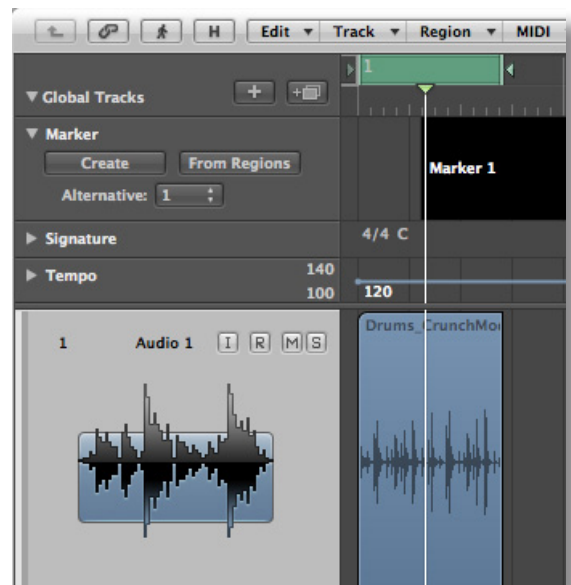 H Edit Track Region MIDI
1
Global Tracks
Marker
Create From Regions
Marker 1
Alternative: 1
Signature 4/4 C
Tempo 140
100 120
1 Audio 1 I R M S
Drums_CrunchMo